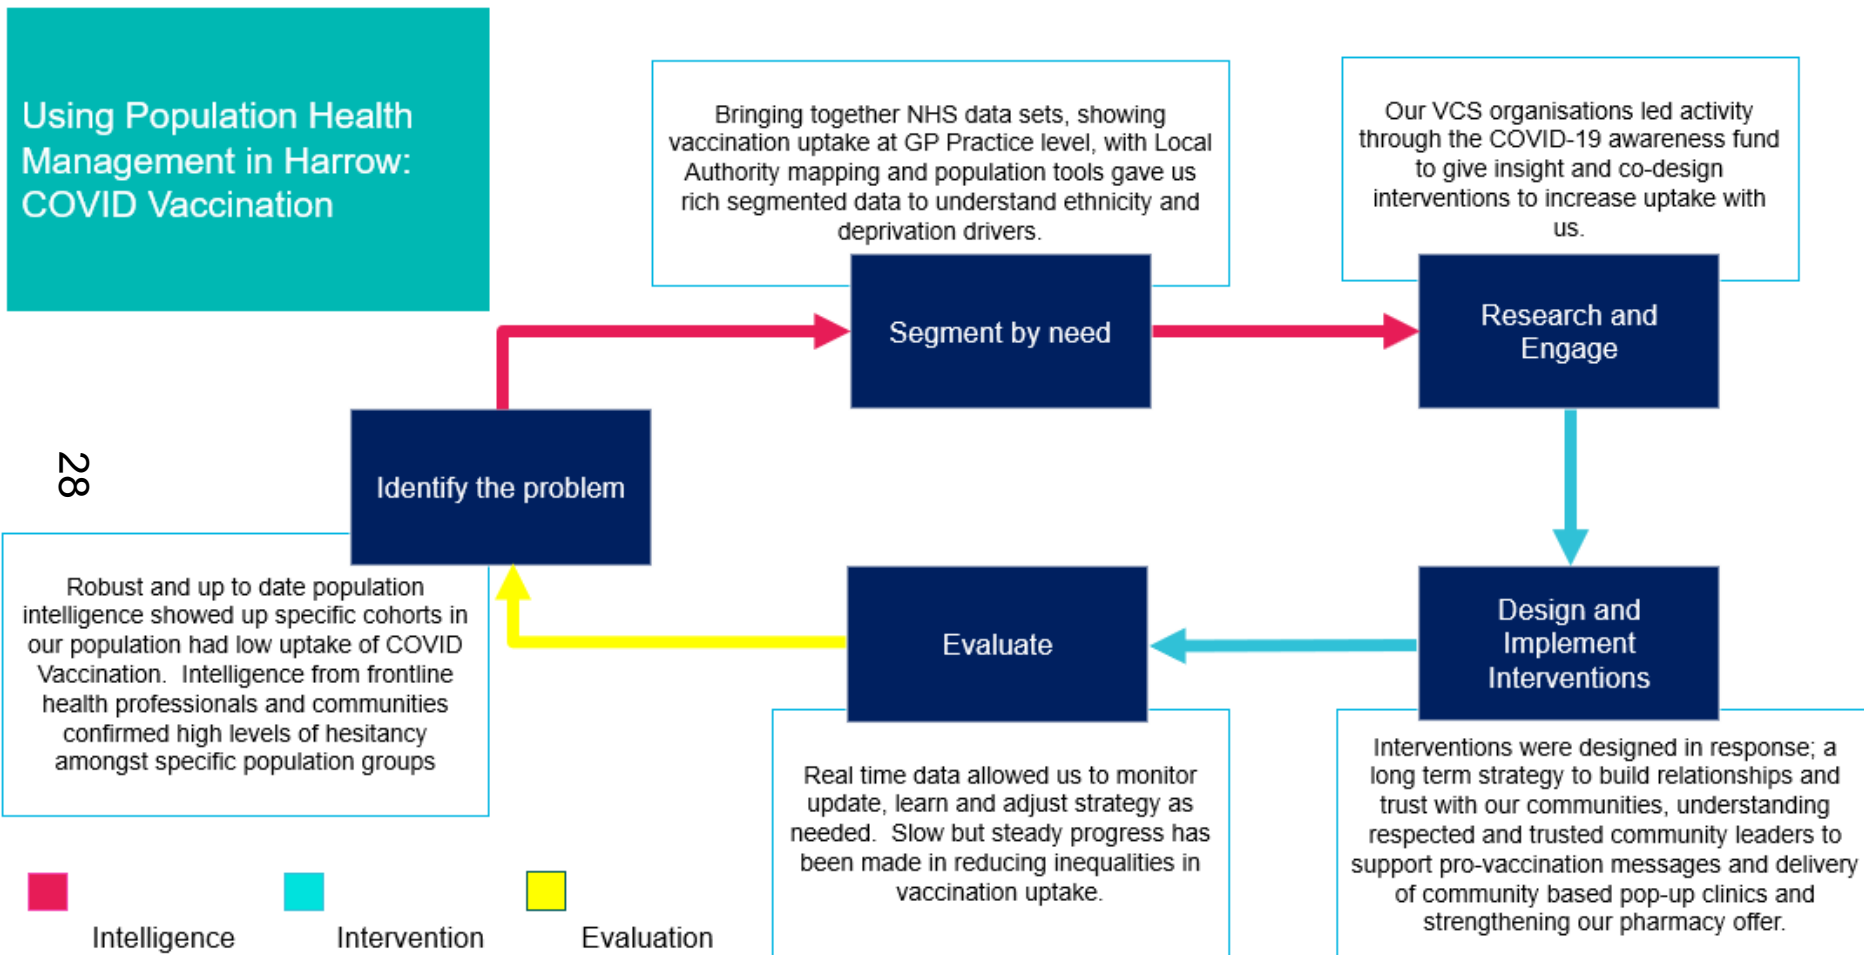 Using Population Health
Management in Harrow:
COVID Vaccination
Bringing together NHS data sets, showing
vaccination uptake at GP Practice level, with Local
Authority mapping and population tools gave us
rich segmented data to understand ethnicity and
deprivation drivers.
Segment by need
Our VCS organisations led activity
through the COVID-19 awareness fund
to give insight and co-design
interventions to increase uptake with
us.
Research and
Engage
28
Identify the problem
Robust and up to date population
intelligence showed up specific cohorts in
our population had low uptake of COVID
Vaccination.  Intelligence from frontline
health professionals and communities
confirmed high levels of hesitancy
amongst specific population groups
Evaluate
Real time data allowed us to monitor
update, learn and adjust strategy as
needed.  Slow but steady progress has
been made in reducing inequalities in
vaccination uptake.
Design and
Implement
Interventions
Interventions were designed in response; a
long term strategy to build relationships and
trust with our communities, understanding
respected and trusted community leaders to
support pro-vaccination messages and delivery
of community based pop-up clinics and
strengthening our pharmacy offer.
Intelligence
Intervention
Evaluation